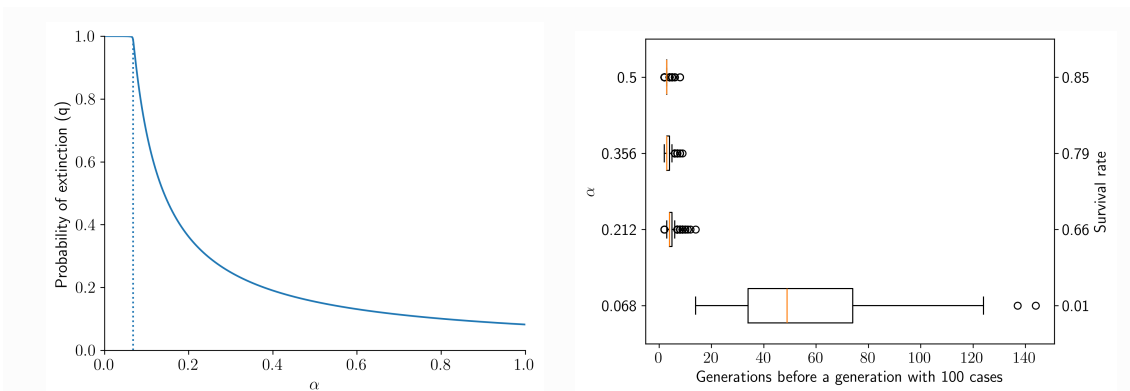 1.0
0.8
0.6
0.4
0.2
0.0
Probability of extinction (q)
0.0 0.2 0.4 0.6 0.8 1.0
α
0.5
0.356
0.212
0.068
α
0.85
0.79
0.66
0.01
Survival rate
0 20 40 60 80 100 120 140
Generations before a generation with 100 cases